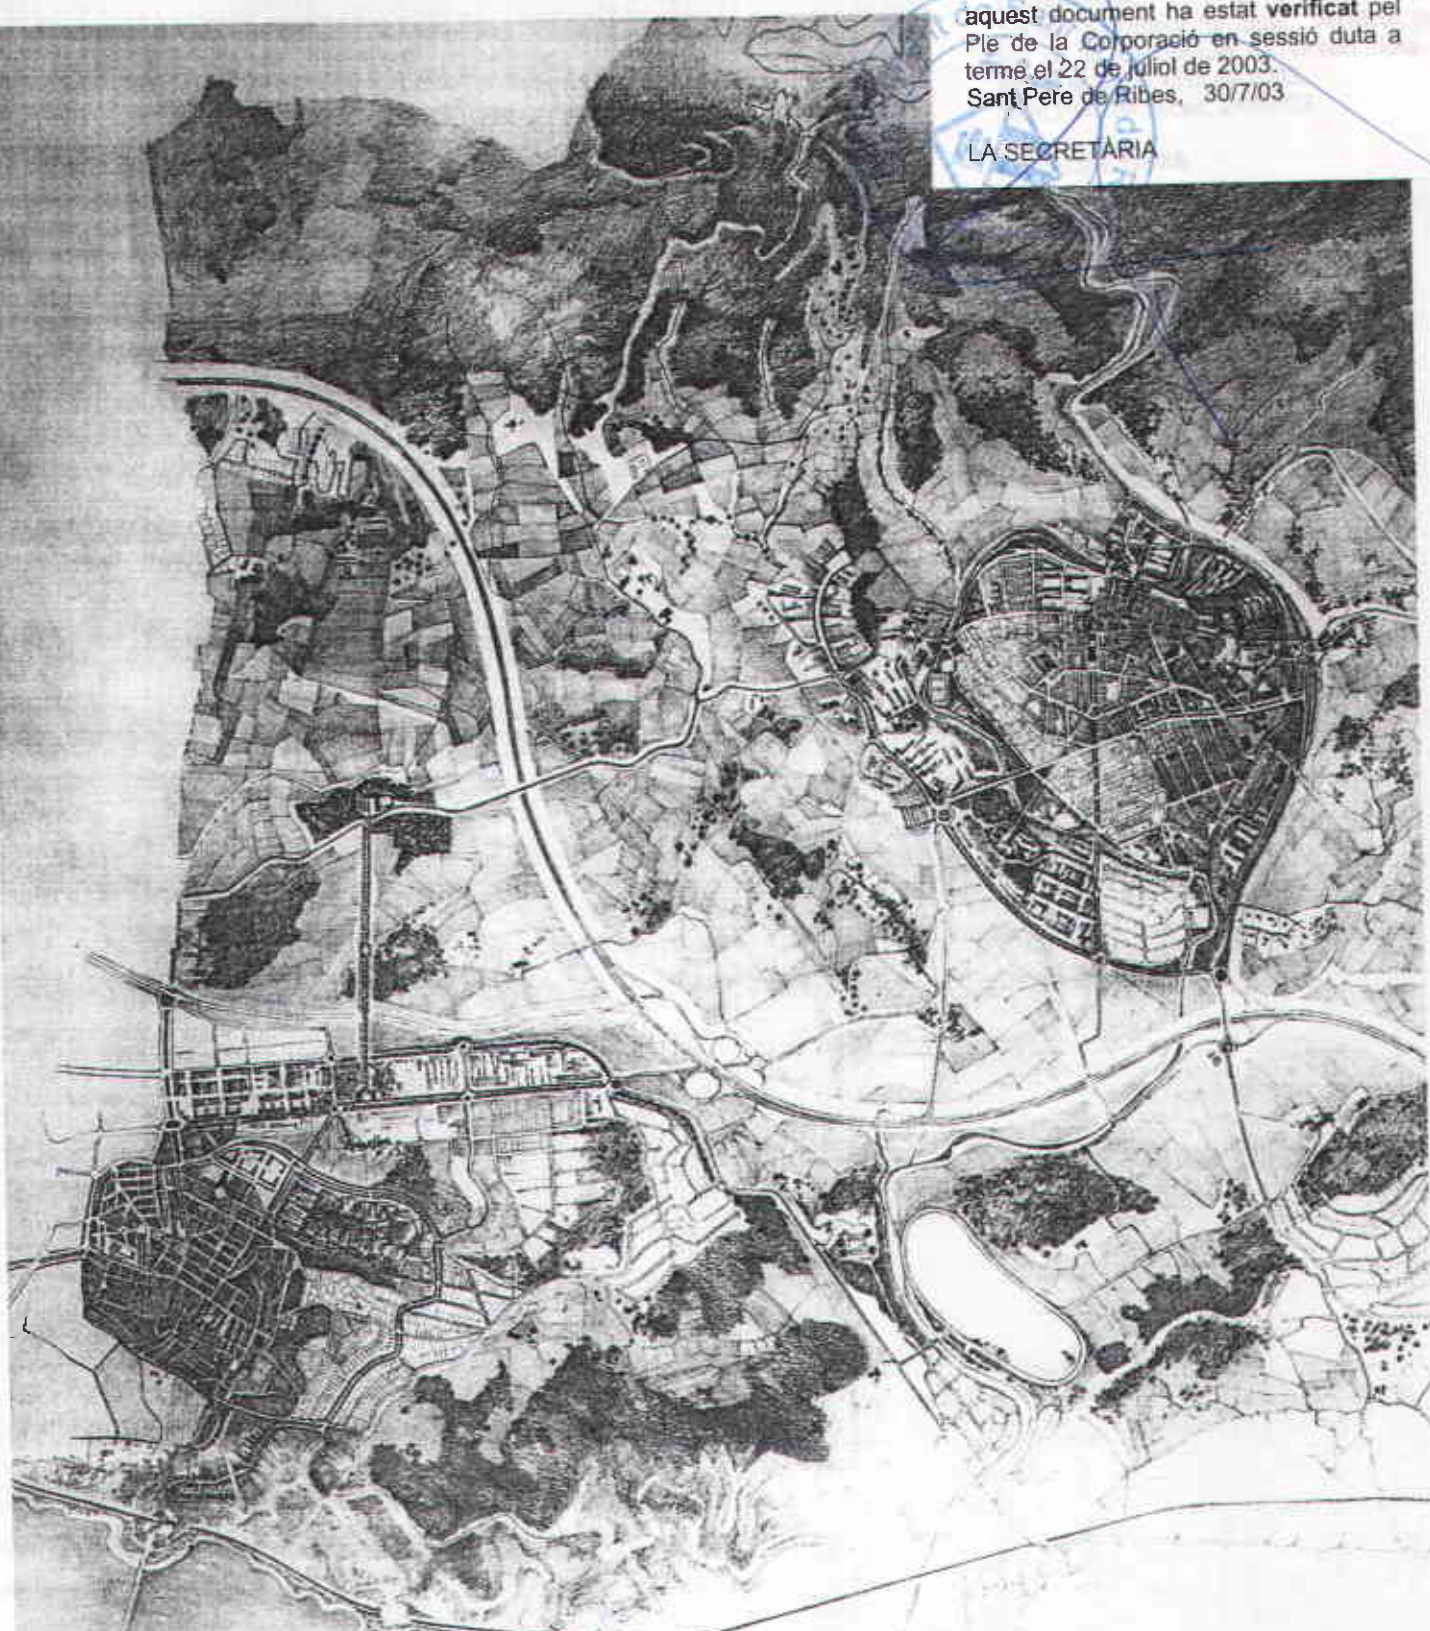 aquest document ha estat verificat pel
Ple de la Corporació en sessió duta a
terme el 22 de juliol de 2003.
Sant Pere de Ribes, 30/7/03
LA SECRETÀRIA